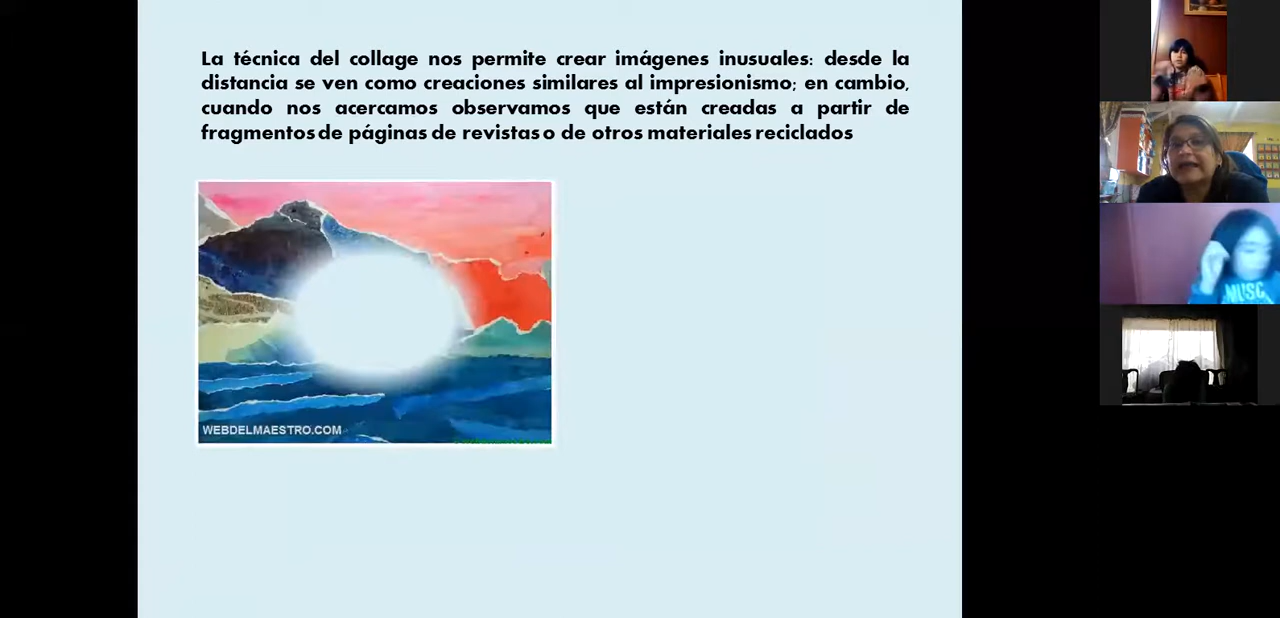 La técnica del collage nos permite crear imágenes inusuales: desde la
distancia se ven como creaciones similares al impresionismo; en cambio,
cuando nos acercamos observamos que están creadas a partir de
fragmentos de páginas de revistas o de otros materiales reciclados
WEBDELMAESTRO.COM
MUSC